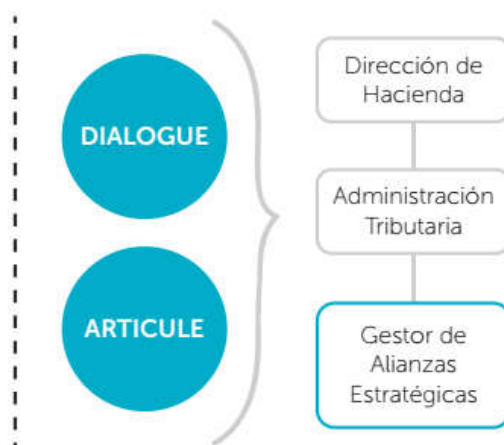 DIALOGUE
ARTICULE
Dirección de
Hacienda
Administración
Tributaria
Gestor de
Alianzas
Estratégicas